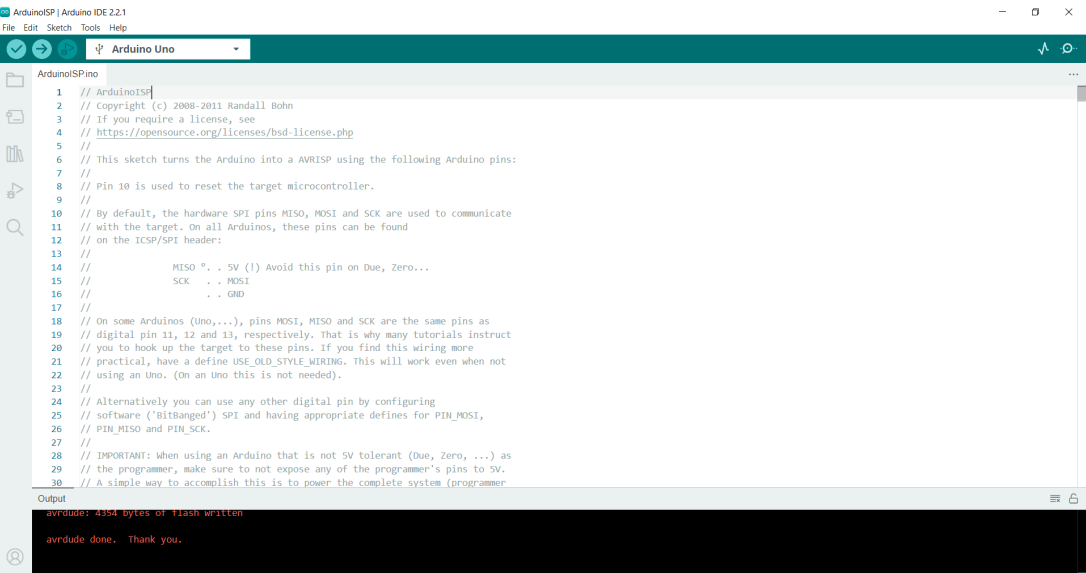 ArduinoISP | Arduino IDE 2.2.1
File Edit Sketch Tools Help
Arduino Uno
ArduinoISP.ino
1 // ArduinoISP
2 // Copyright (c) 2008-2011 Randall Bohn
3 // If you require a license, see
4 // https://opensource.org/licenses/bsd-license.php
5 //
6 // This sketch turns the Arduino into a AVRISP using the following Arduino pins:
7 //
8 // Pin 10 is used to reset the target microcontroller.
9 //
10 // By default, the hardware SPI pins MISO, MOSI and SCK are used to communicate
11 // with the target. On all Arduinos, these pins can be found
12 // on the ICSP/SPI header:
13 //
14 // MISO °. . 5V (!) Avoid this pin on Due, Zero...
15 // SCK . . MOSI
16 // . . GND
17 //
18 // On some Arduinos (Uno,...), pins MOSI, MISO and SCK are the same pins as
19 // digital pin 11, 12 and 13, respectively. That is why many tutorials instruct
20 // you to hook up the target to these pins. If you find this wiring more
21 // practical, have a define USE_OLD_STYLE_WIRING. This will work even when not
22 // using an Uno. (On an Uno this is not needed).
23 //
24 // Alternatively you can use any other digital pin by configuring
25 // software ('BitBanged') SPI and having appropriate defines for PIN_MOSI,
26 // PIN_MISO and PIN_SCK.
27 //
28 // IMPORTANT: When using an Arduino that is not 5V tolerant (Due, Zero, ...) as
29 // the programmer, make sure to not expose any of the programmer's pins to 5V.
30 // A simple way to accomplish this is to power the complete system (programmer
Output
avrdude: 4354 bytes of flash written
avrdude done. Thank you.